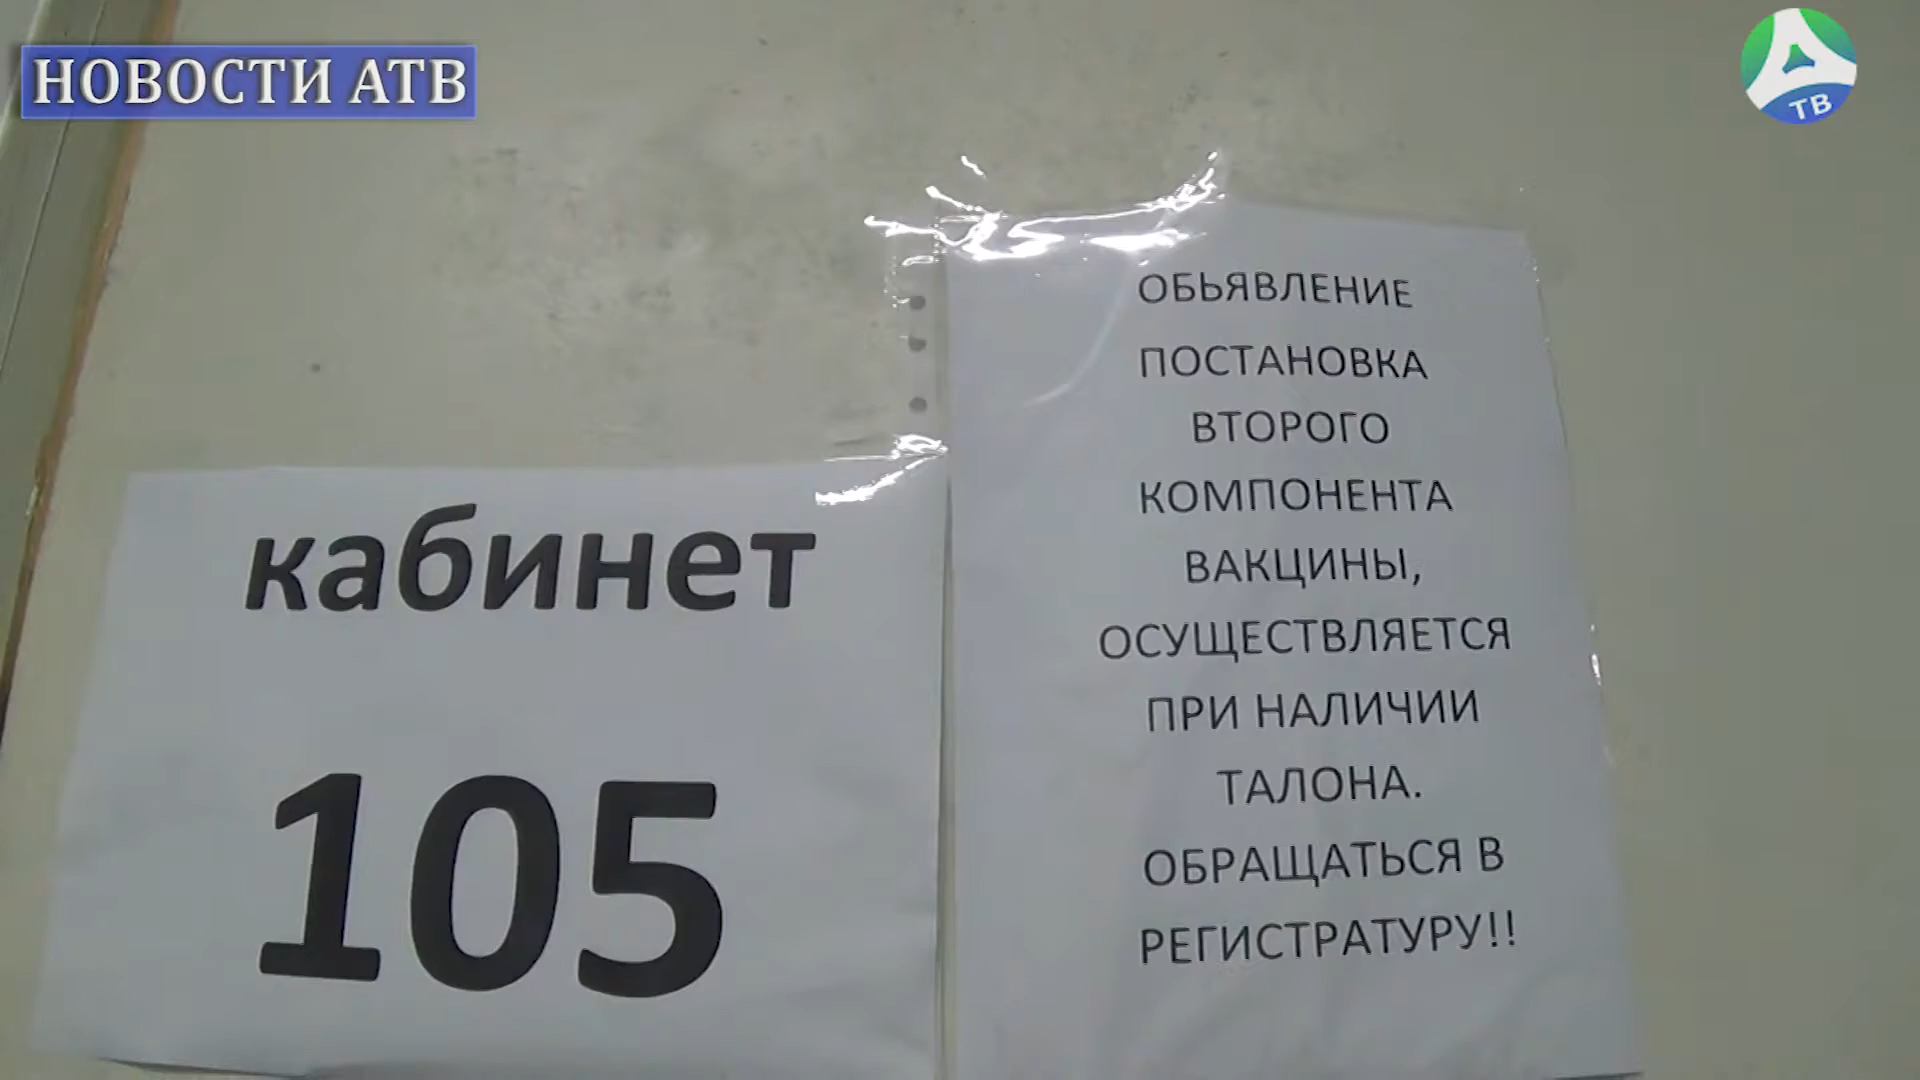 НОВОСТИ АТВ
ТВ
кабинет
105
ОБЬЯВЛЕНИЕ
ПОСТАНОВКА
ВТОРОГО
КОМПОНЕНТА
ВАКЦИНЫ,
ОСУЩЕСТВЛЯЕТСЯ
ПРИ НАЛИЧИИ
ТАЛОНА.
ОБРАЩАТЬСЯ В
РЕГИСТРАТУРУ!!